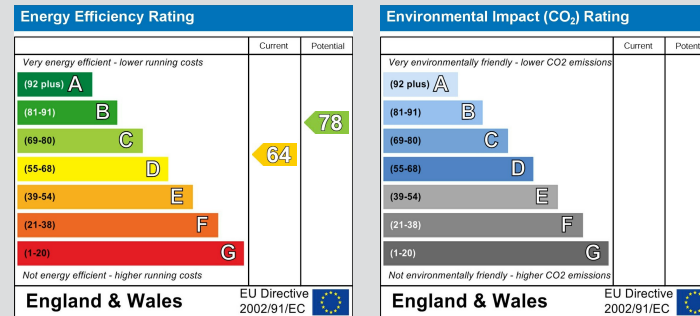 Energy Efficiency Rating
Current Potential
Very energy efficient - lower running costs
(92 plus) A
(81-91) B
78
(69-80) C
64
(55-68) D
(39-54) E
(21-38) F
(1-20) G
Not energy efficient - higher running costs
England & Wales
EU Directive
2002/91/EC
Environmental Impact (CO₂) Rating
Current Potent
Very environmentally friendly - lower CO2 emissions
(92 plus) A
(81-91) B
(69-80) C
(55-68) D
(39-54) E
(21-38) F
(1-20) G
Not environmentally friendly - higher CO2 emissions
England & Wales
EU Directive
2002/91/EC